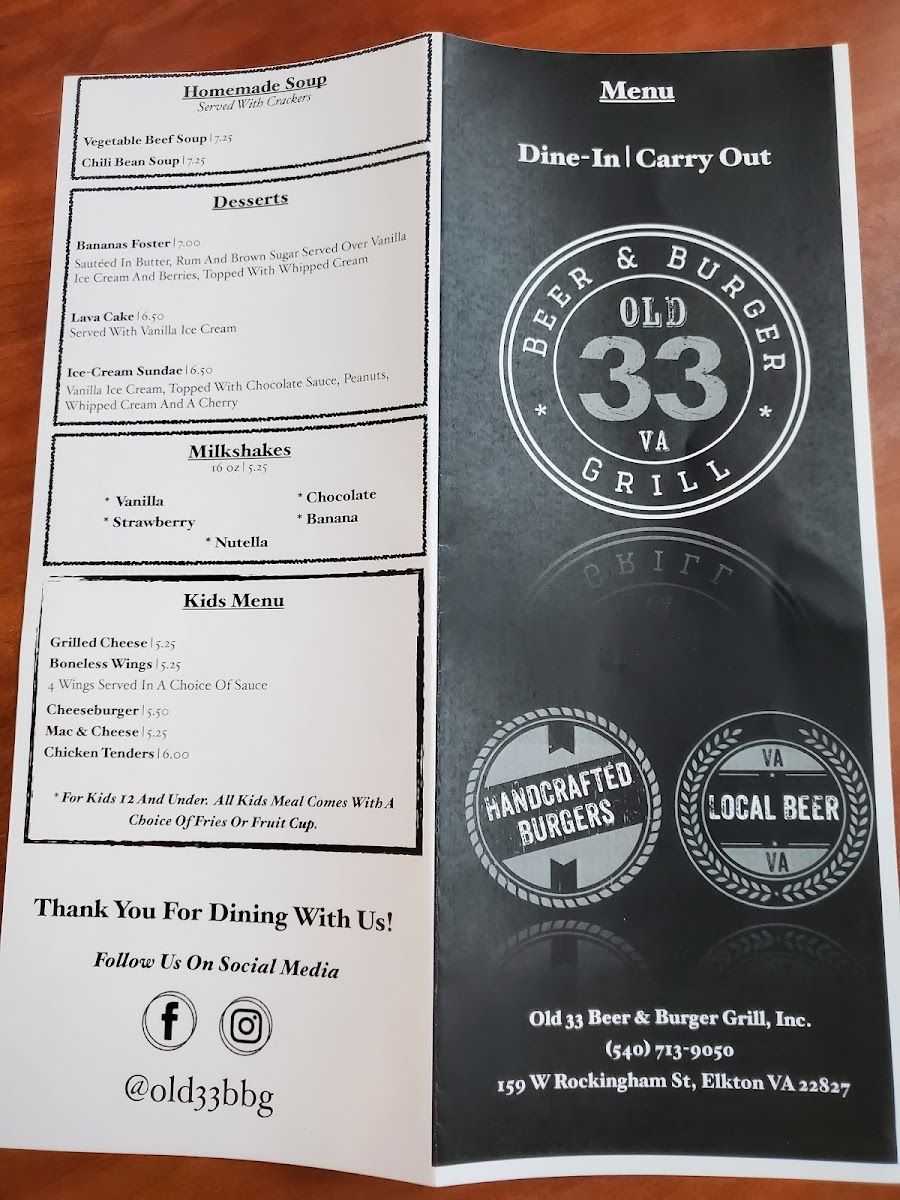 Homemade Soup
Served With Crackers
Vegetable Beef Soup | 7.25
Chili Bean Soup | 7.25
Desserts
Bananas Foster | 7.00
Sautéed In Butter, Rum And Brown Sugar Served Over Vanilla
Ice Cream And Berries, Topped With Whipped Cream
Lava Cake | 6.50
Served With Vanilla Ice Cream
Ice-Cream Sundae | 6.50
Vanilla Ice Cream, Topped With Chocolate Sauce, Peanuts,
Whipped Cream And A Cherry
Milkshakes
16 oz | 5.25
* Vanilla * Chocolate
* Strawberry * Banana
* Nutella
Kids Menu
Grilled Cheese | 5.25
Boneless Wings | 5.25
4 Wings Served In A Choice Of Sauce
Cheeseburger | 5.50
Mac & Cheese | 5.25
Chicken Tenders | 6.00
* For Kids 12 And Under. All Kids Meal Comes With A
Choice Of Fries Or Fruit Cup.
Thank You For Dining With Us!
Follow Us On Social Media
@old33bbg
Menu
Dine-In | Carry Out
BEER & BURGER
OLD
33
VA
* GRILL *
GRILL
HANDCRAFTED
BURGERS
VA
LOCAL BEER
VA
Old 33 Beer & Burger Grill, Inc.
(540) 713-9050
159 W Rockingham St, Elkton VA 22827